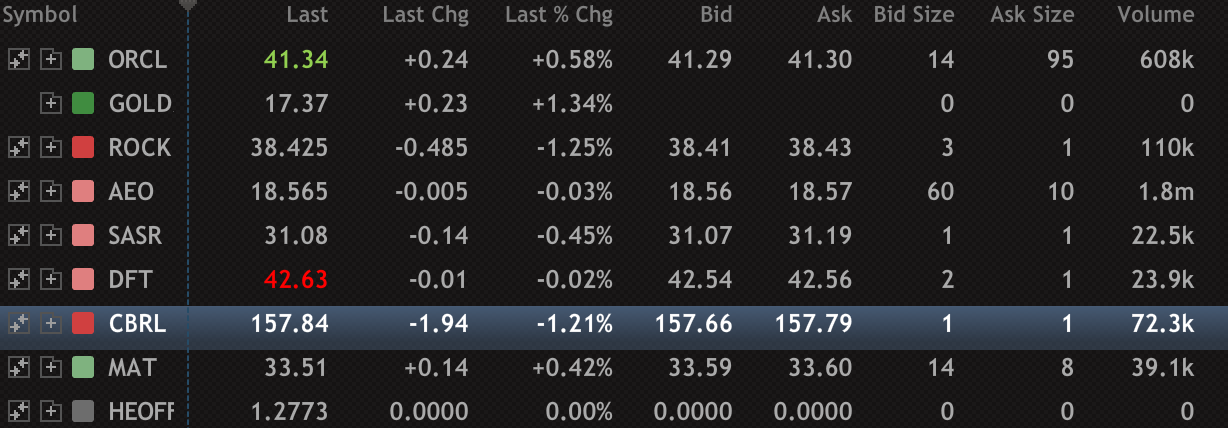 Symbol Last Last Chg Last % Chg Bid Ask Bid Size Ask Size Volume
ORCL 41.34 +0.24 +0.58% 41.29 41.30 14 95 608k
GOLD 17.37 +0.23 +1.34% 0 0 0
ROCK 38.425 -0.485 -1.25% 38.41 38.43 3 1 110k
AEO 18.565 -0.005 -0.03% 18.56 18.57 60 10 1.8m
SASR 31.08 -0.14 -0.45% 31.07 31.19 1 1 22.5k
DFT 42.63 -0.01 -0.02% 42.54 42.56 2 1 23.9k
CBRL 157.84 -1.94 -1.21% 157.66 157.79 1 1 72.3k
MAT 33.51 +0.14 +0.42% 33.59 33.60 14 8 39.1k
HEOFF 1.2773 0.0000 0.00% 0.0000 0.0000 0 0 0